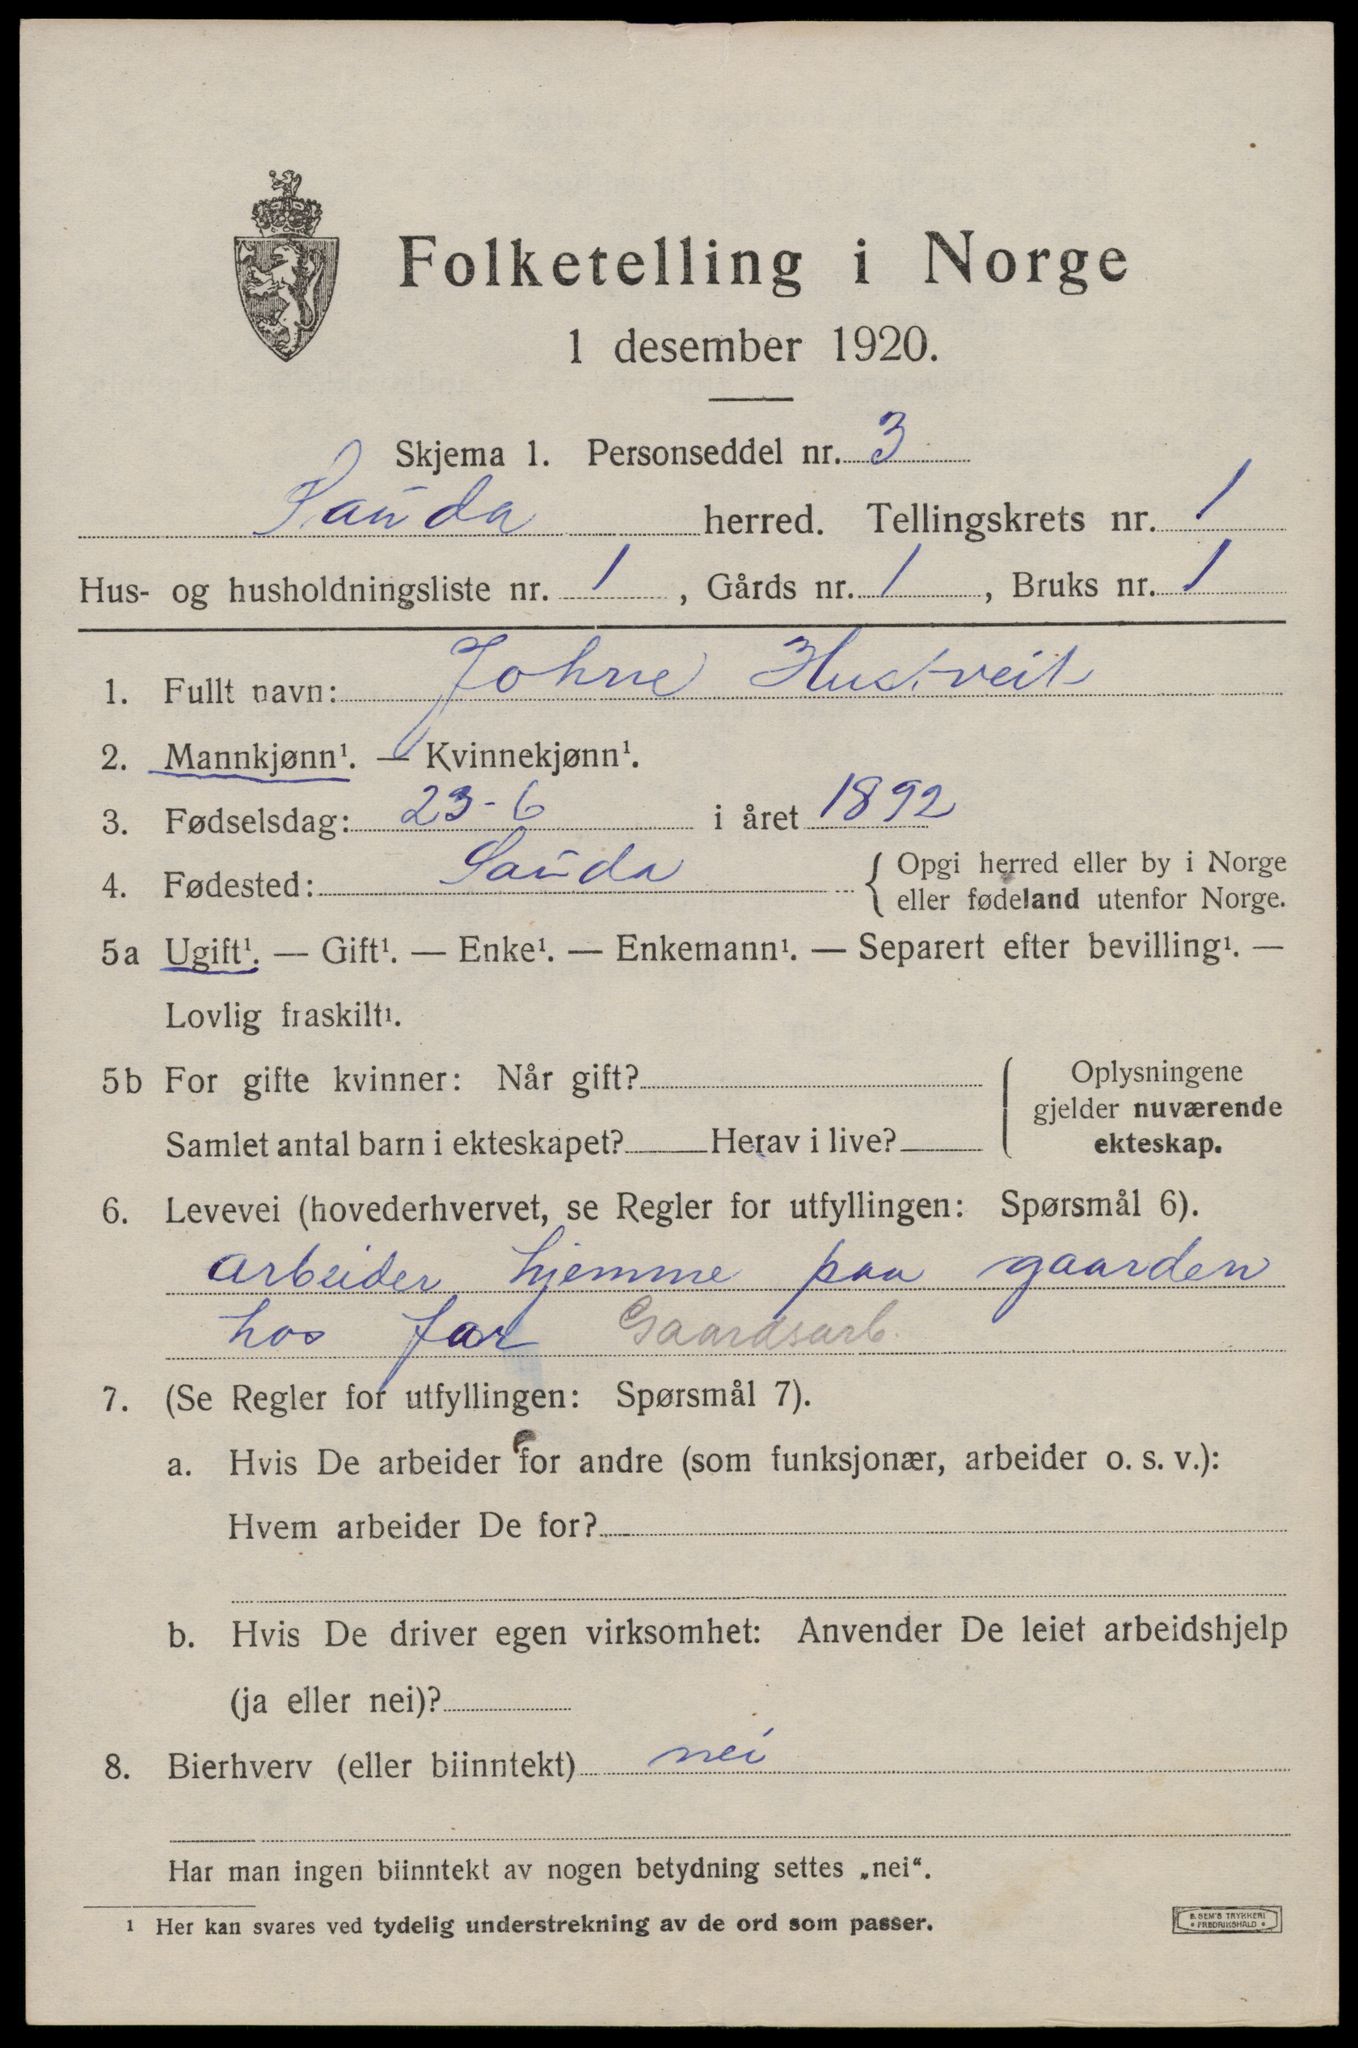 Folketelling i Norge
1 desember 1920.
Skjema 1. Personseddel nr. 3
Sauda herred. Tellingskrets nr. 1
Hus- og husholdningsliste nr. 1, Gårds nr. 1, Bruks nr. 1
1. Fullt navn: Johne Hustveit
2. Mannkjønn¹. — Kvinnekjønn¹.
3. Fødselsdag: 23-6 i året 1892
4. Fødested: Sauda { Opgi herred eller by i Norge
eller fødeland utenfor Norge.
5a Ugift¹. — Gift¹. — Enke¹. — Enkemann¹. — Separert efter bevilling¹. —
Lovlig fraskilt¹.
5b For gifte kvinner: Når gift?
Samlet antal barn i ekteskapet? Herav i live?
Oplysningene
gjelder nuværende
ekteskap.
6. Levevei (hovederhvervet, se Regler for utfyllingen: Spørsmål 6).
arbeider hjemme paa gaarden
hos far Gaardsarb.
7. (Se Regler for utfyllingen: Spørsmål 7).
a. Hvis De arbeider for andre (som funksjonær, arbeider o. s. v.):
Hvem arbeider De for?
b. Hvis De driver egen virksomhet: Anvender De leiet arbeidshjelp
(ja eller nei)?
8. Bierhverv (eller biinntekt) nei
Har man ingen biinntekt av nogen betydning settes „nei“.
¹ Her kan svares ved tydelig understrekning av de ord som passer.
E. SEM'S TRYKKERI
• FREDRIKSHALD •